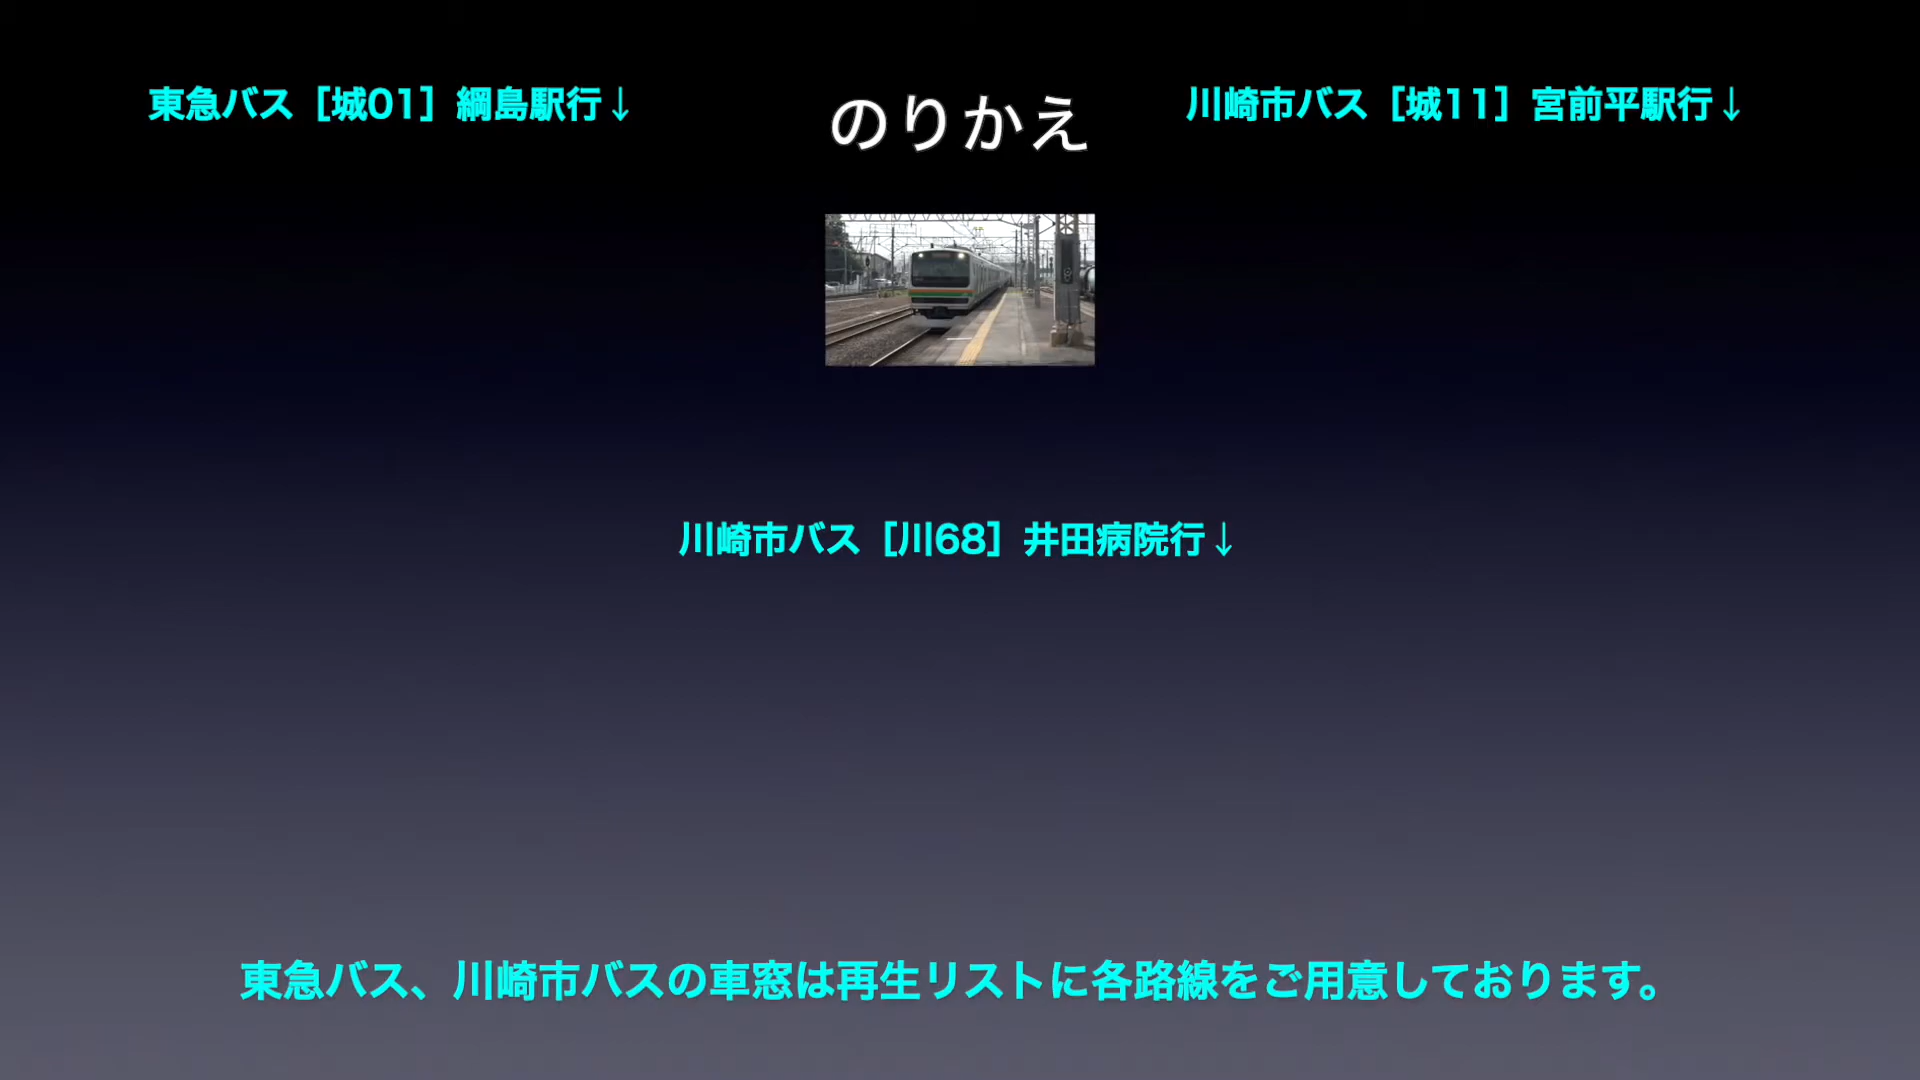 東急バス［城01］綱島駅行↓
のりかえ
川崎市バス［城11］宮前平駅行↓
川崎市バス［川68］井田病院行↓
東急バス、川崎市バスの車窓は再生リストに各路線をご用意しております。